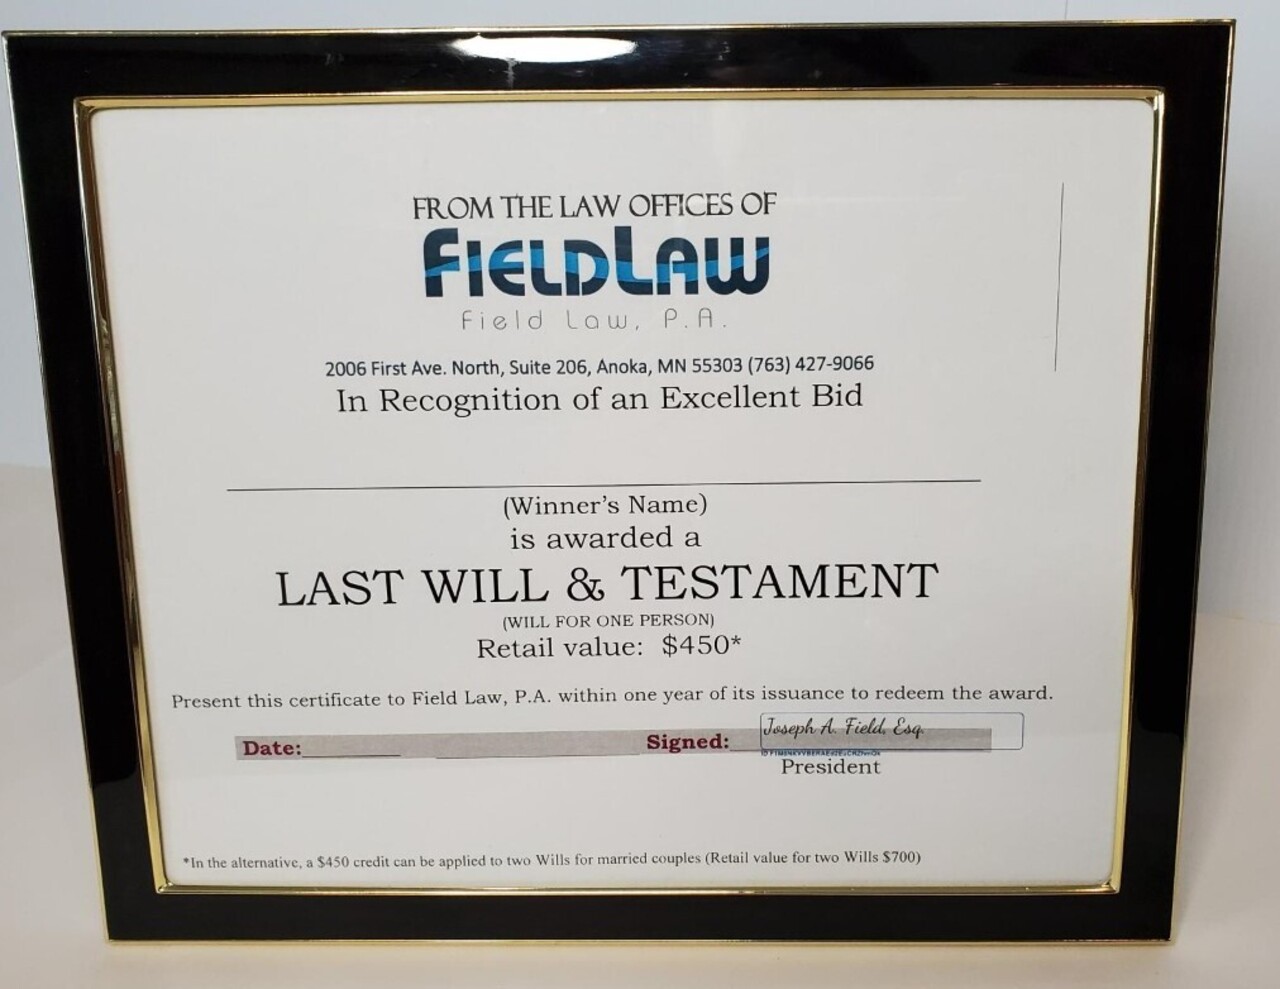 FROM THE LAW OFFICES OF
FIELDLAW
Field Law, P.A.
2006 First Ave. North, Suite 206, Anoka, MN 55303 (763) 427-9066
In Recognition of an Excellent Bid
(Winner's Name)
is awarded a
LAST WILL & TESTAMENT
(WILL FOR ONE PERSON)
Retail value: $450*
Present this certificate to Field Law, P.A. within one year of its issuance to redeem the award.
Date: Signed: Joseph A. Field, Esq.
President
*In the alternative, a $450 credit can be applied to two Wills for married couples (Retail value for two Wills $700)